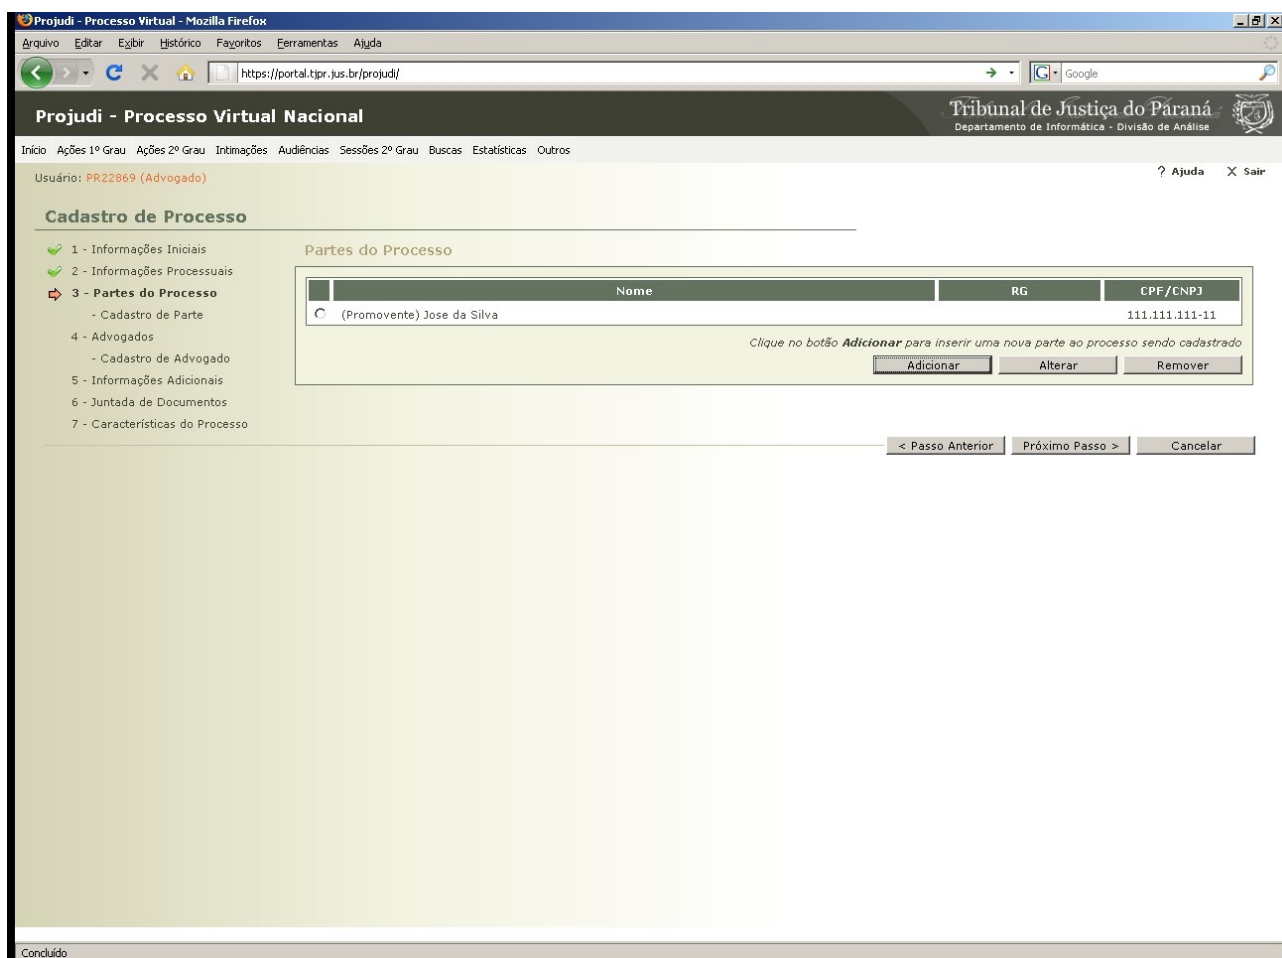 Projudi - Processo Virtual - Mozilla Firefox
Arquivo Editar Exibir Histórico Favoritos Ferramentas Ajuda
https://portal.tjpr.jus.br/projudi/ G Google
Projudi - Processo Virtual Nacional
Tribunal de Justiça do Paraná
Departamento de Informática - Divisão de Análise
Início Ações 1º Grau Ações 2º Grau Intimações Audiências Sessões 2º Grau Buscas Estatísticas Outros
Usuário: PR22869 (Advogado) ? Ajuda X Sair
Cadastro de Processo
1 - Informações Iniciais
2 - Informações Processuais
3 - Partes do Processo
- Cadastro de Parte
4 - Advogados
- Cadastro de Advogado
5 - Informações Adicionais
6 - Juntada de Documentos
7 - Características do Processo
Partes do Processo
Nome RG CPF/CNPJ
(Promovente) Jose da Silva 111.111.111-11
Clique no botão Adicionar para inserir uma nova parte ao processo sendo cadastrado
Adicionar Alterar Remover
< Passo Anterior Próximo Passo > Cancelar
Concluído